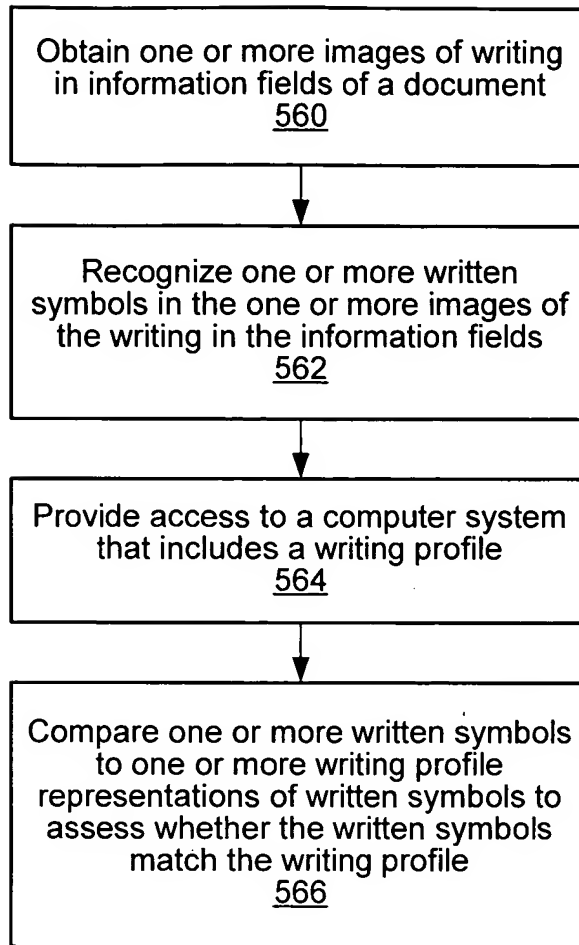 Obtain one or more images of writing
in information fields of a document
560
Recognize one or more written
symbols in the one or more images of
the writing in the information fields
562
Provide access to a computer system
that includes a writing profile
564
Compare one or more written symbols
to one or more writing profile
representations of written symbols to
assess whether the written symbols
match the writing profile
566